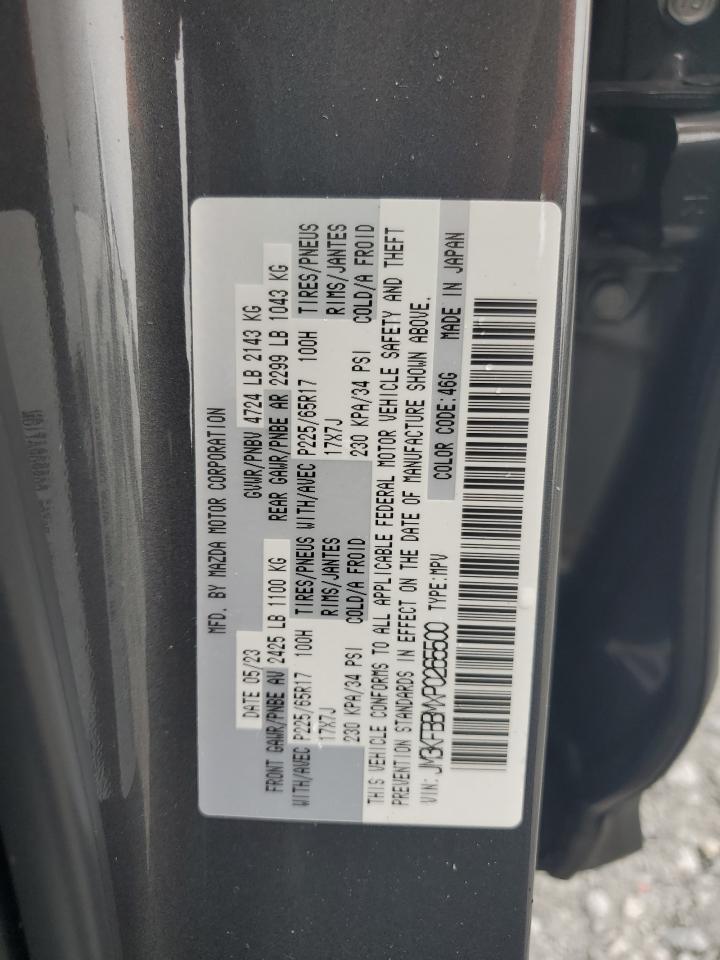 MFD. BY MAZDA MOTOR CORPORATION
DATE 05/23 GVWR/PNBV 4724 LB 2143 KG
FRONT GAWR/PNBE AV 2425 LB 1100 KG REAR GAWR/PNBE AR 2299 LB 1043 KG
WITH/AVEC P225/65R17 100H TIRES/PNEUS WITH/AVEC P225/65R17 100H TIRES/PNEUS
17X7J RIMS/JANTES 17X7J RIMS/JANTES
230 KPA/34 PSI COLD/A FROID 230 KPA/34 PSI COLD/A FROID
THIS VEHICLE CONFORMS TO ALL APPLICABLE FEDERAL MOTOR VEHICLE SAFETY AND THEFT
PREVENTION STANDARDS IN EFFECT ON THE DATE OF MANUFACTURE SHOWN ABOVE.
VIN: JM3KFBBMXP0265500 TYPE:MPV COLOR CODE:46G MADE IN JAPAN